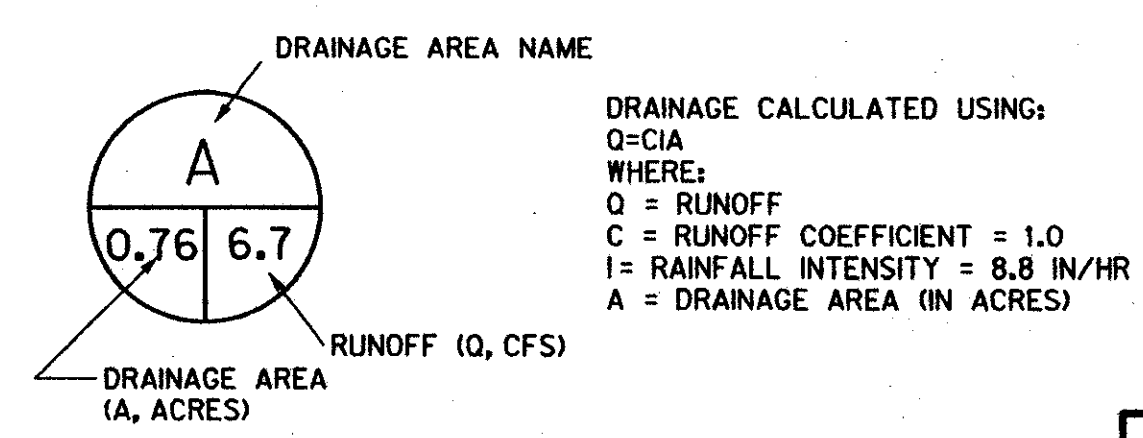 DRAINAGE AREA NAME
A
0.76 6.7
RUNOFF (Q, CFS)
DRAINAGE AREA
(A, ACRES)
DRAINAGE CALCULATED USING:
Q=CIA
WHERE:
Q = RUNOFF
C = RUNOFF COEFFICIENT = 1.0
I= RAINFALL INTENSITY = 8.8 IN/HR
A = DRAINAGE AREA (IN ACRES)